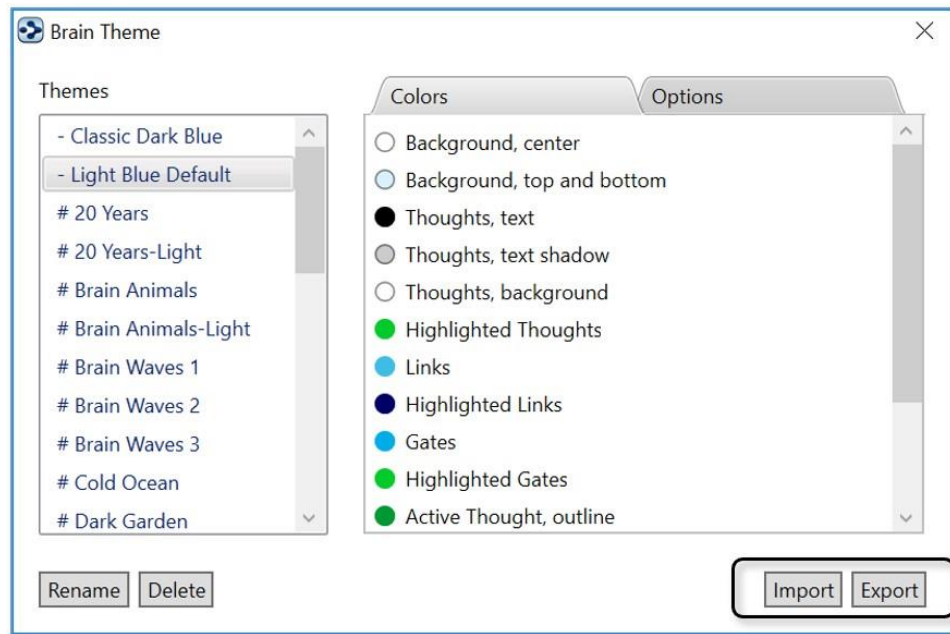 Brain Theme
Themes
- Classic Dark Blue
- Light Blue Default
# 20 Years
# 20 Years-Light
# Brain Animals
# Brain Animals-Light
# Brain Waves 1
# Brain Waves 2
# Brain Waves 3
# Cold Ocean
# Dark Garden
Colors
Options
Background, center
Background, top and bottom
Thoughts, text
Thoughts, text shadow
Thoughts, background
Highlighted Thoughts
Links
Highlighted Links
Gates
Highlighted Gates
Active Thought, outline
Rename
Delete
Import
Export